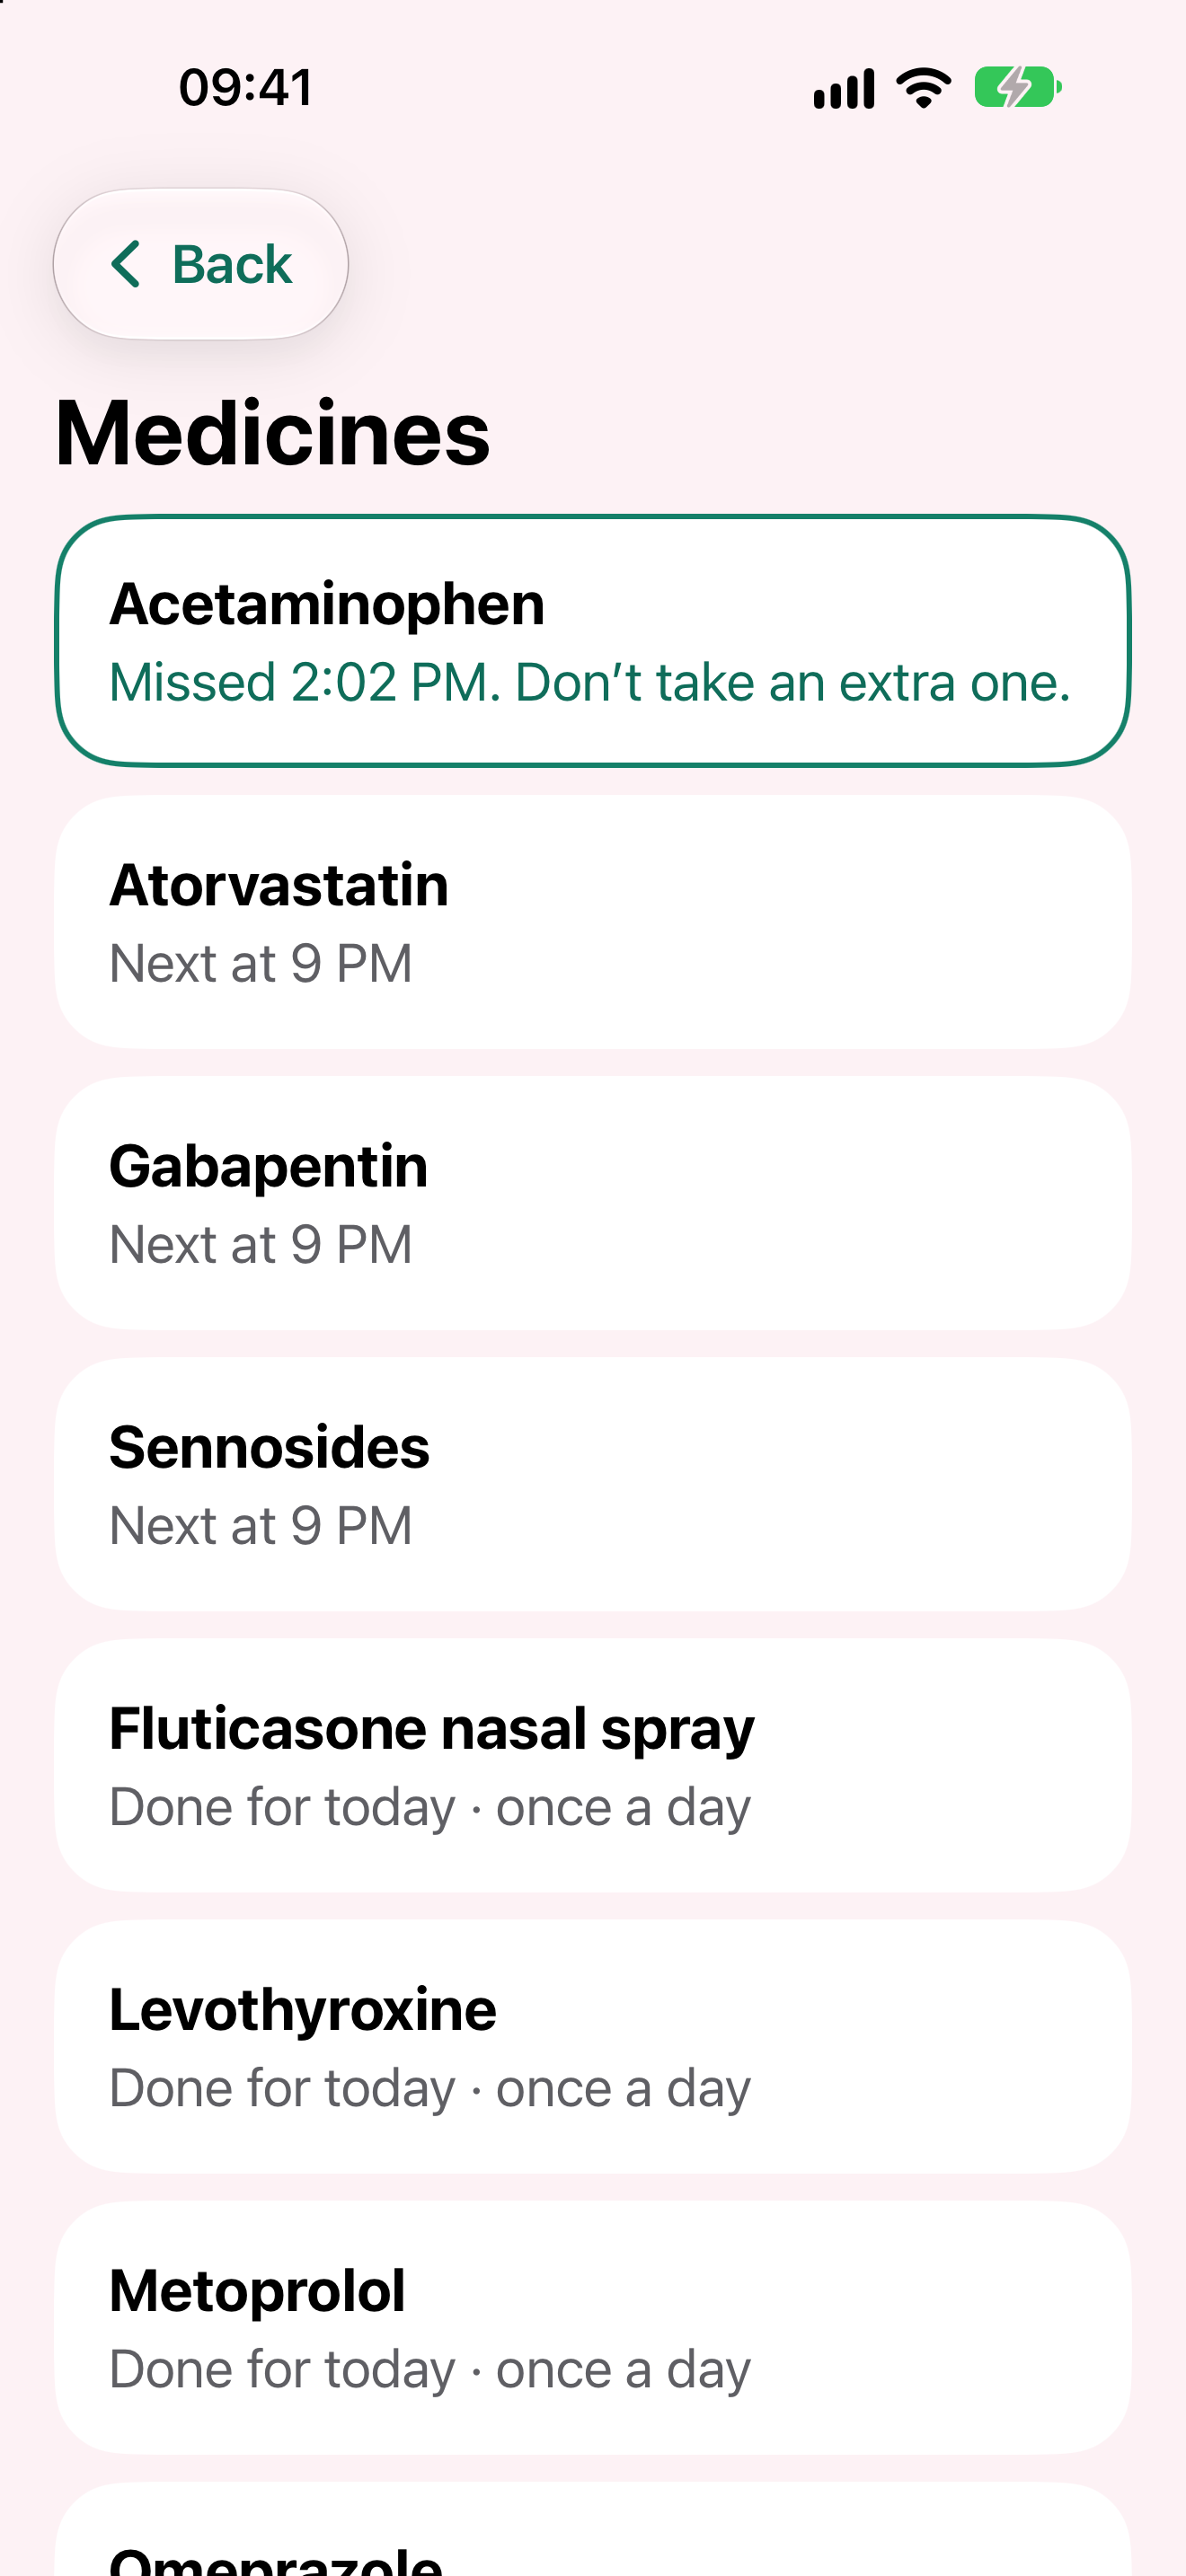 09:41
Back
Medicines
Acetaminophen
Missed 2:02 PM. Don’t take an extra one.
Atorvastatin
Next at 9 PM
Gabapentin
Next at 9 PM
Sennosides
Next at 9 PM
Fluticasone nasal spray
Done for today · once a day
Levothyroxine
Done for today · once a day
Metoprolol
Done for today · once a day
Omeprazole